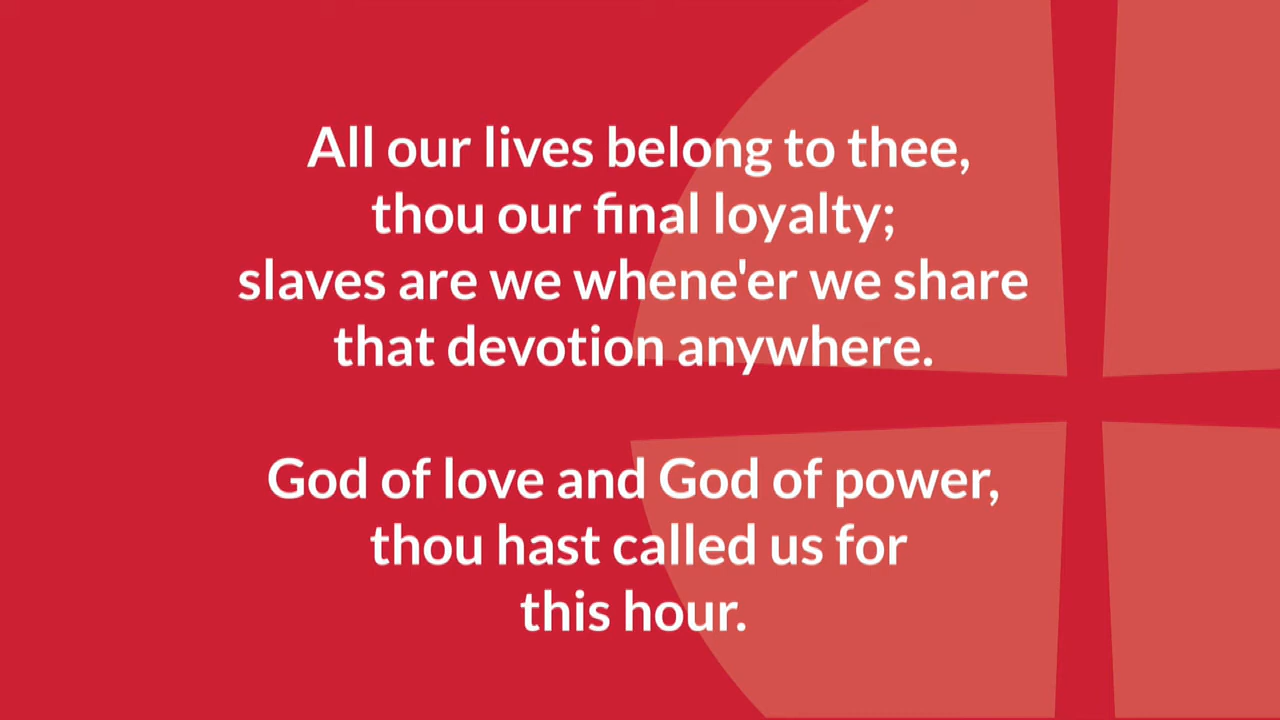 All our lives belong to thee,
thou our final loyalty;
slaves are we whene'er we share
that devotion anywhere.
God of love and God of power,
thou hast called us for
this hour.